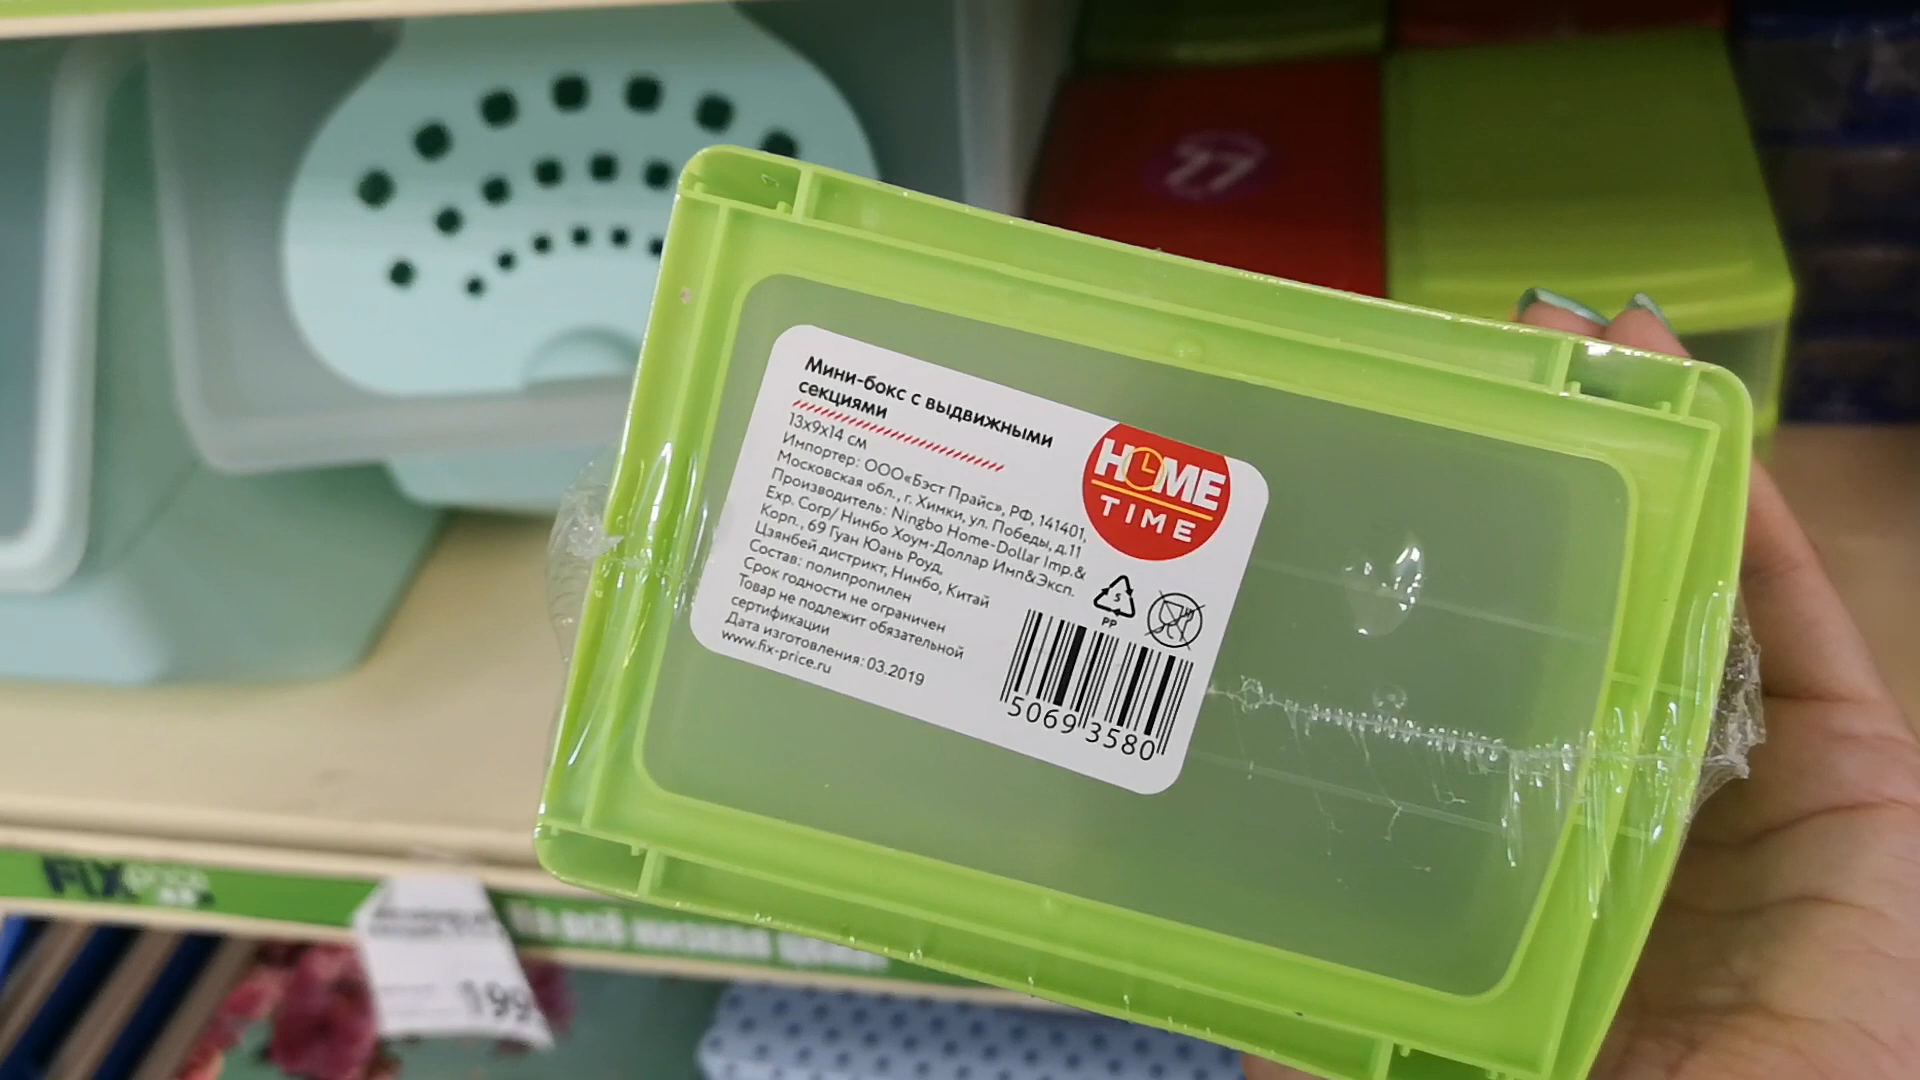 Мини-бокс с выдвижными
секциями
13х9х14 см
Импортер: ООО«Бэст Прайс», РФ, 141401,
Московская обл., г. Химки, ул. Победы, д.11
Производитель: Ningbo Home-Dollar Imp.&
Exp. Corp/ Нинбо Хоум-Доллар Имп&Эксп.
Корп., 69 Гуан Юань Роуд,
Цзянбей дистрикт, Нинбо, Китай
Состав: полипропилен
Срок годности не ограничен
Товар не подлежит обязательной
сертификации
Дата изготовления: 03.2019
www.fix-price.ru
HOME
TIME
5
PP
5069 3580
FIX
199